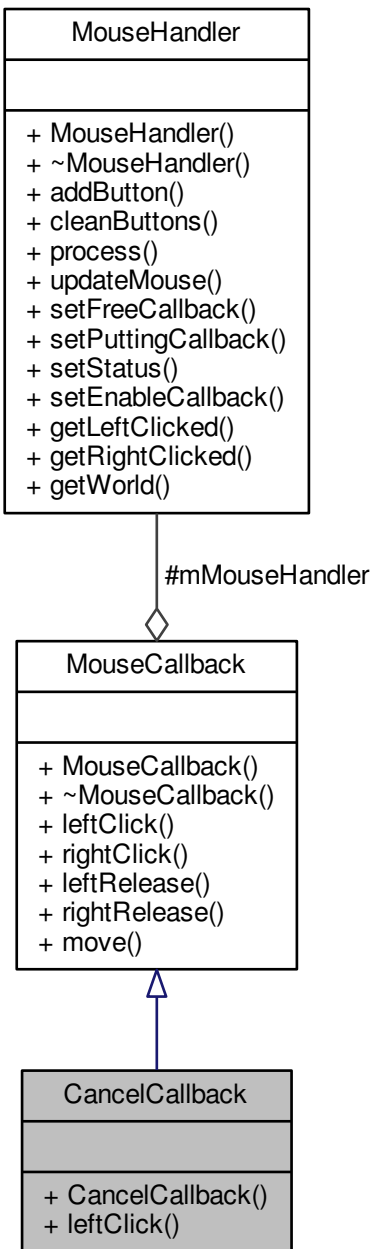 MouseHandler
+ MouseHandler()
+ ~MouseHandler()
+ addButton()
+ cleanButtons()
+ process()
+ updateMouse()
+ setFreeCallback()
+ setPuttingCallback()
+ setStatus()
+ setEnableCallback()
+ getLeftClicked()
+ getRightClicked()
+ getWorld()
#mMouseHandler
MouseCallback
+ MouseCallback()
+ ~MouseCallback()
+ leftClick()
+ rightClick()
+ leftRelease()
+ rightRelease()
+ move()
CancelCallback
+ CancelCallback()
+ leftClick()